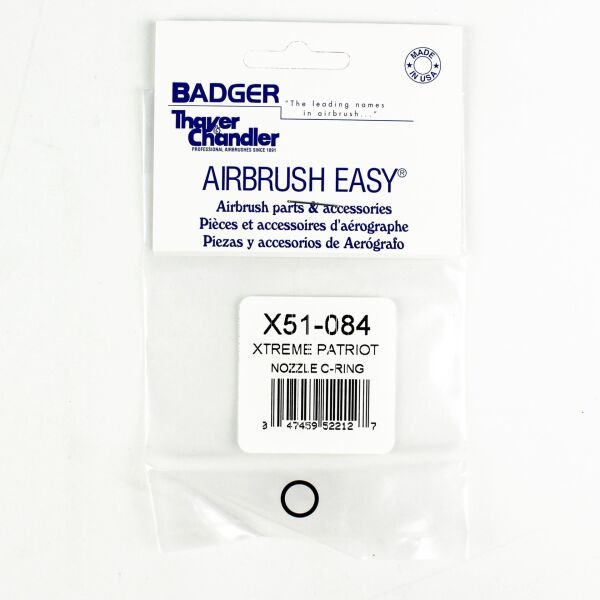 MADE
IN USA
BADGER
"The leading names
in airbrush..."
Thayer
& Chandler
PROFESSIONAL AIRBRUSHES SINCE 1891
AIRBRUSH EASY®
Airbrush parts & accessories
Pièces et accessoires d'aérographe
Piezas y accesorios de Aerógrafo
X51-084
XTREME PATRIOT
NOZZLE C-RING
0 47459 52212 7